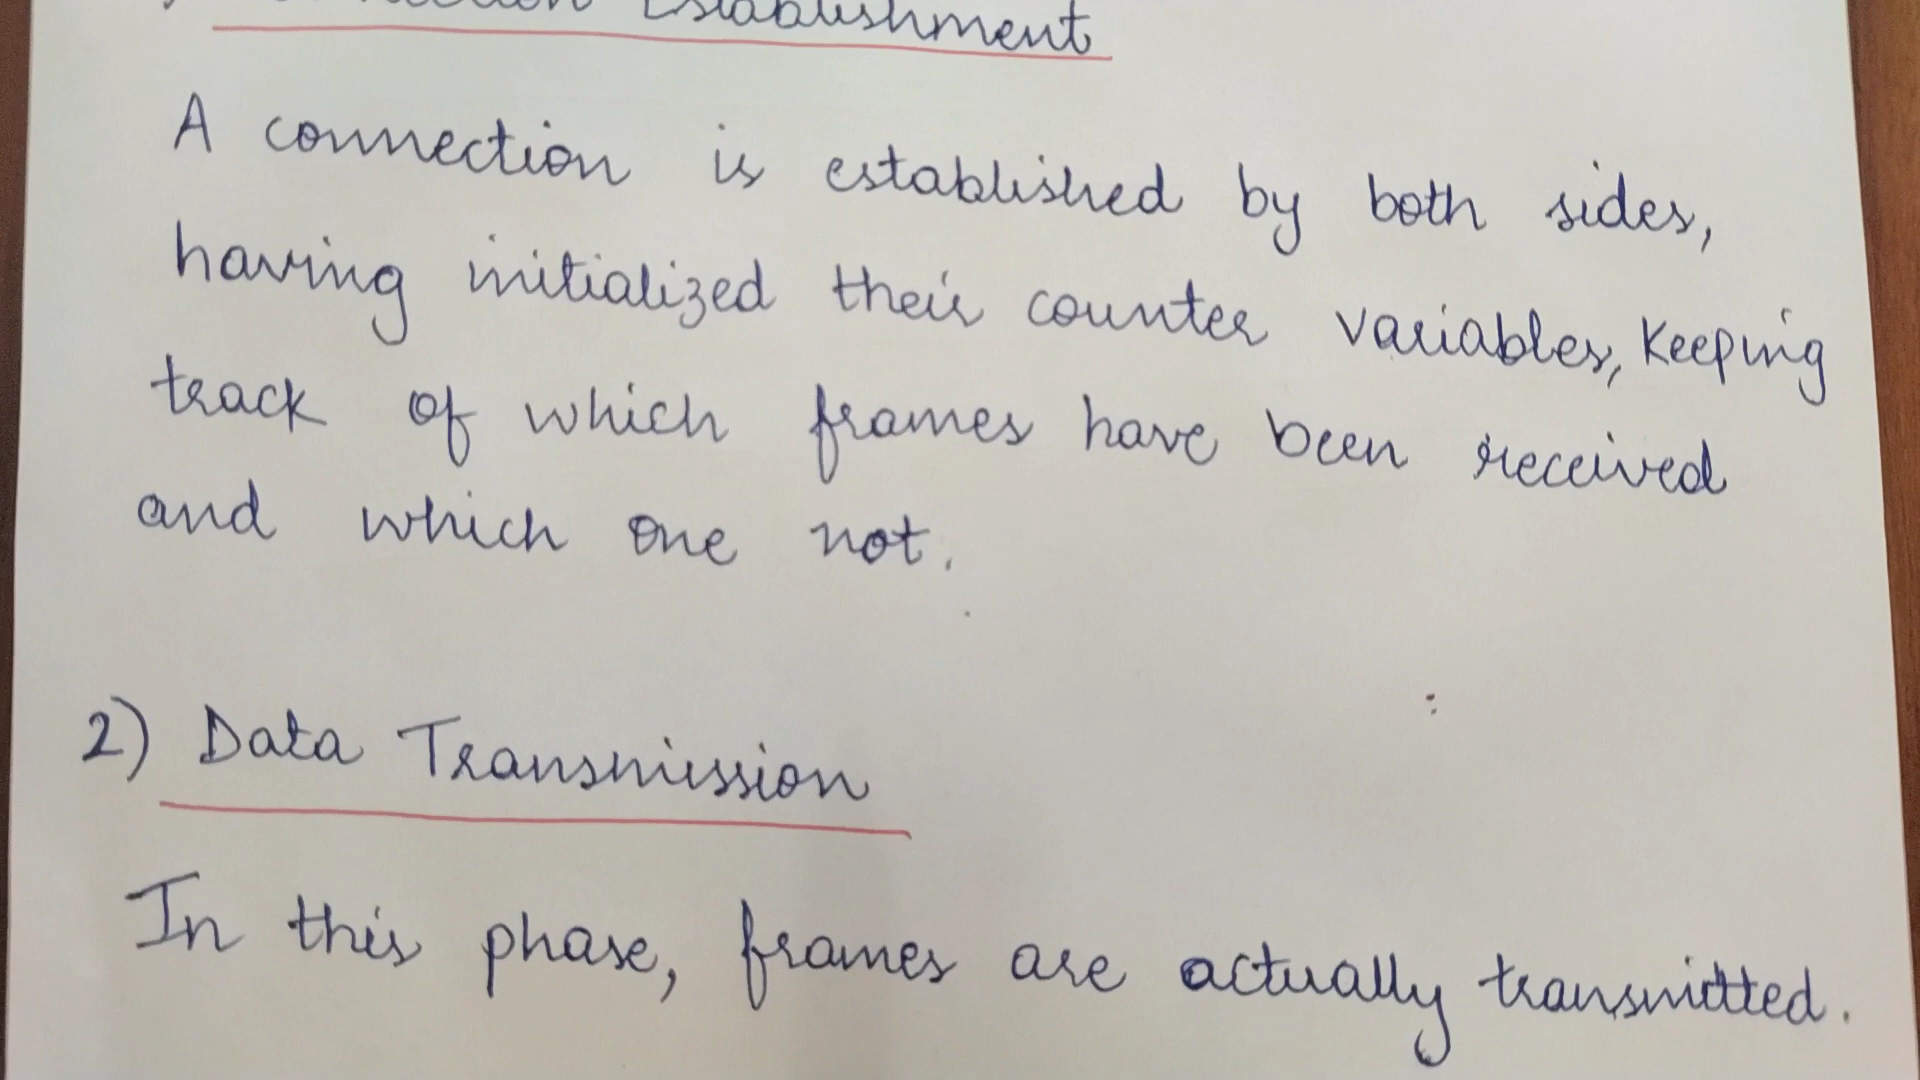 Establishment
A connection is established by both sides,
having initialized their counter variables, keeping
track of which frames have been received
and which one not.
2) Data Transmission
In this phase, frames are actually transmitted.